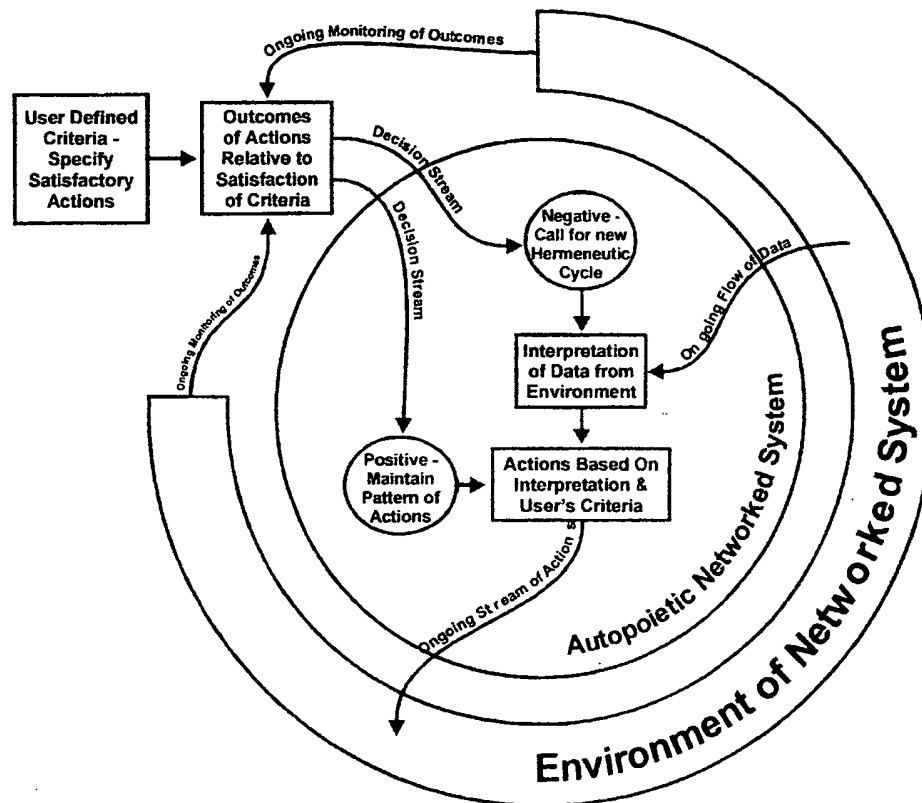 Ongoing Monitoring of Outcomes
User Defined
Criteria -
Specify
Satisfactory
Actions
Outcomes
of Actions
Relative to
Satisfaction
of Criteria
Decision Stream
Decision Stream
Negative -
Call for new
Hermeneutic
Cycle
On going Flow of Data
Ongoing Monitoring of Outcomes
Interpretation
of Data from
Environment
Positive -
Maintain
Pattern of
Actions
Actions Based On
Interpretation &
User's Criteria
Ongoing Stream of Action s
Autopoietic Networked System
Environment of Networked System